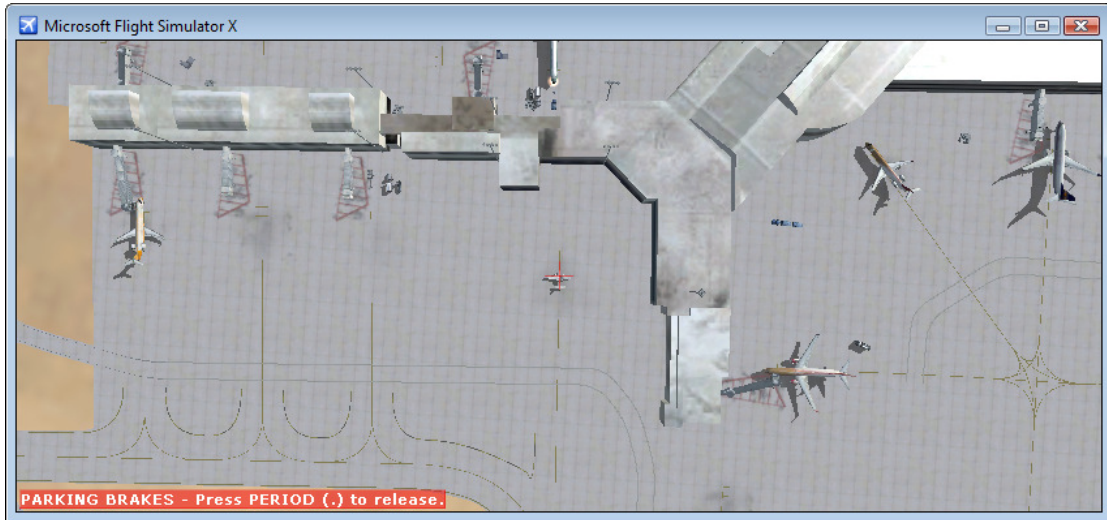 Microsoft Flight Simulator X
PARKING BRAKES - Press PERIOD (.) to release.